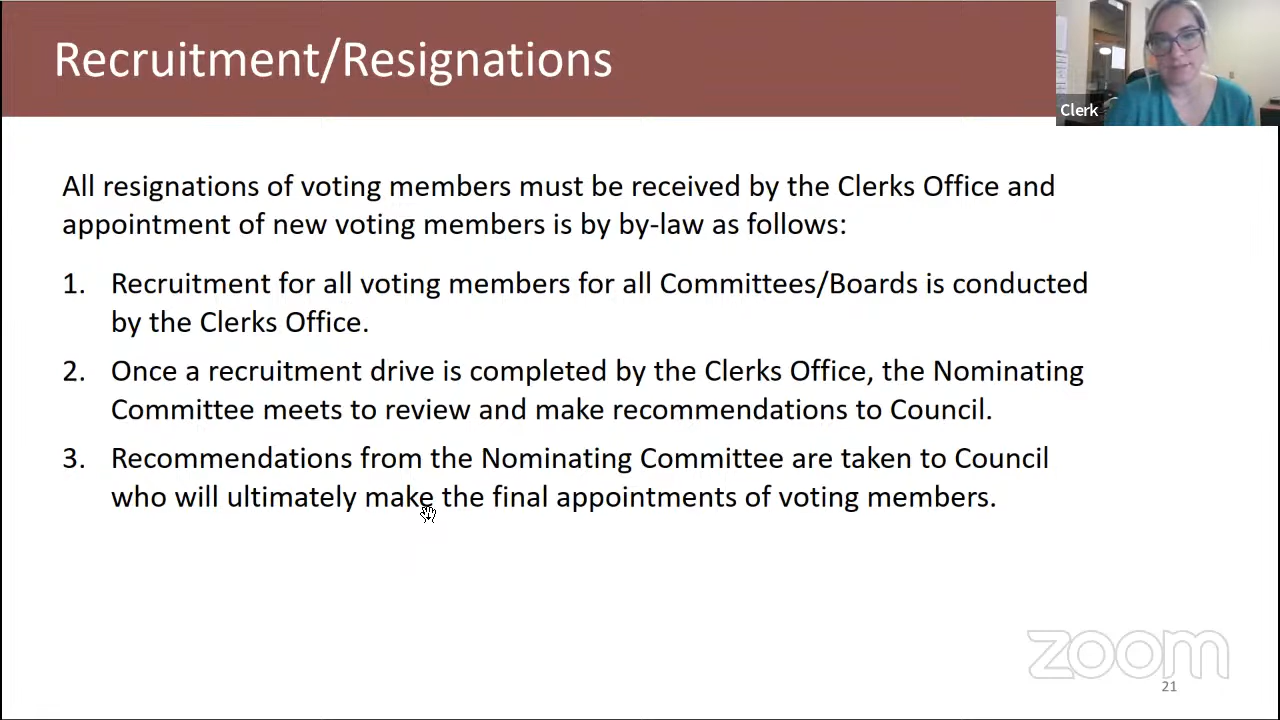 Recruitment/Resignations
Clerk
All resignations of voting members must be received by the Clerks Office and
appointment of new voting members is by by-law as follows:
1. Recruitment for all voting members for all Committees/Boards is conducted
by the Clerks Office.
2. Once a recruitment drive is completed by the Clerks Office, the Nominating
Committee meets to review and make recommendations to Council.
3. Recommendations from the Nominating Committee are taken to Council
who will ultimately make the final appointments of voting members.
zoom
21